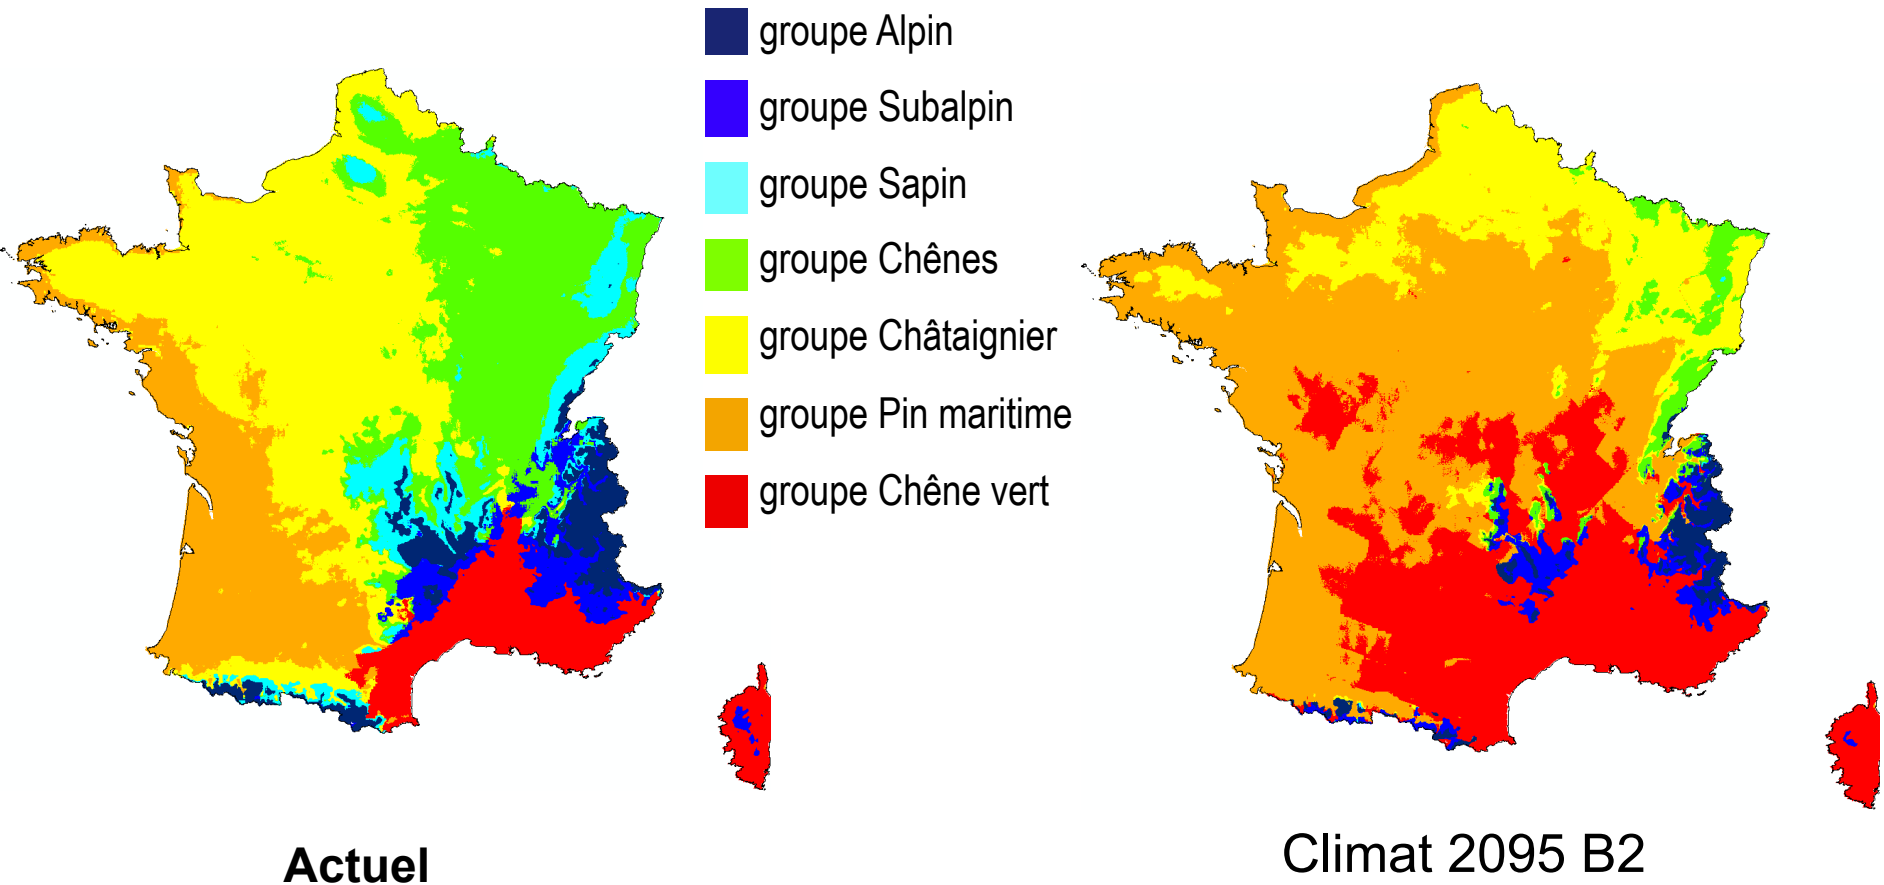 groupe Alpin
groupe Subalpin
groupe Sapin
groupe Chênes
groupe Châtaignier
groupe Pin maritime
groupe Chêne vert
Actuel
Climat 2095 B2